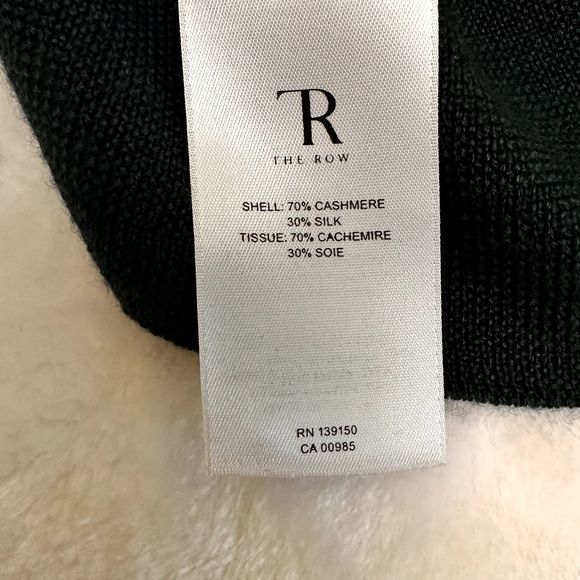 TR
THE ROW
SHELL: 70% CASHMERE
30% SILK
TISSUE: 70% CACHEMIRE
30% SOIE
RN 139150
CA 00985